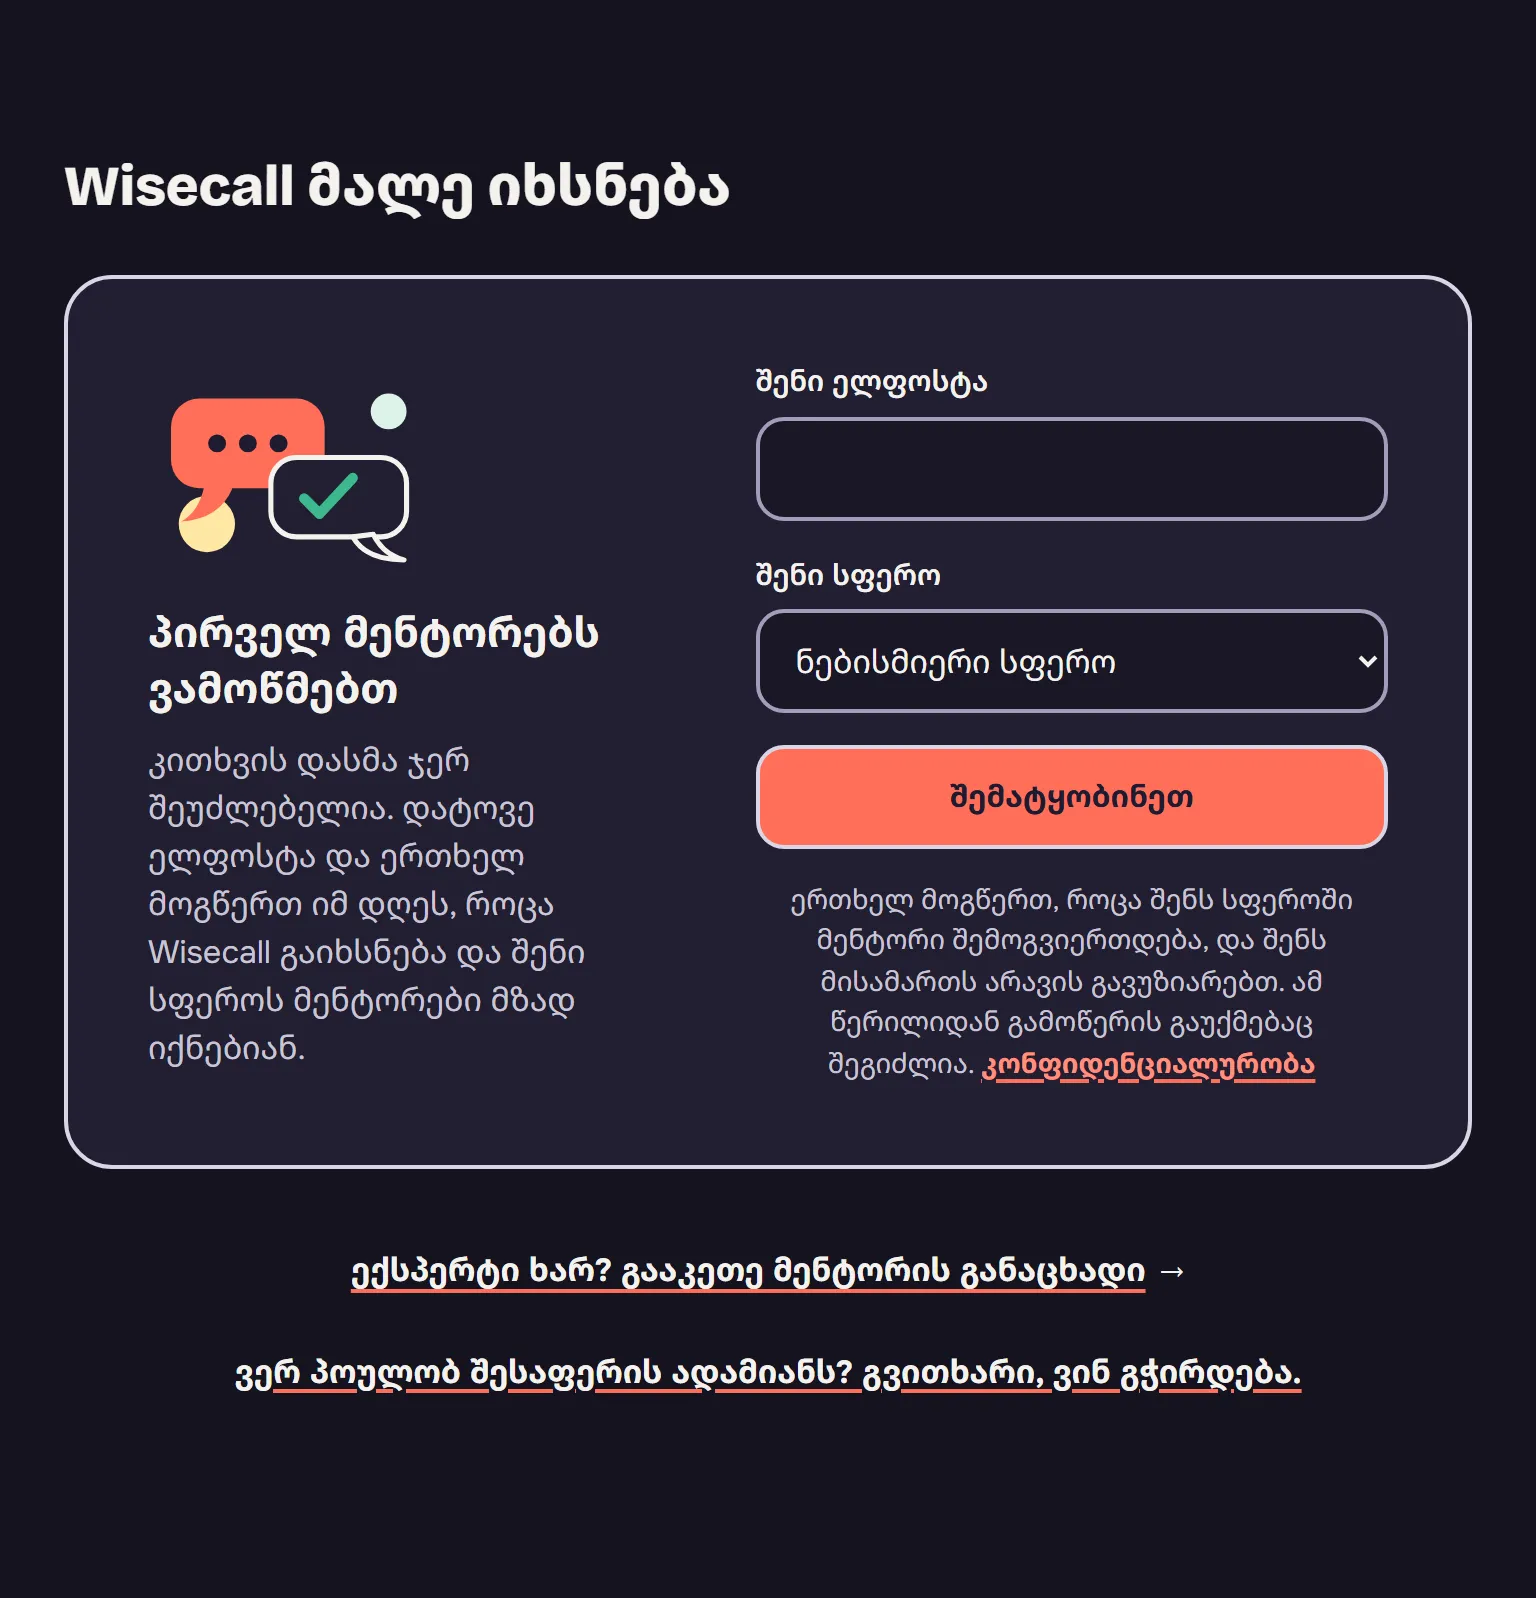 Wisecall მალე იხსნება
პირველ მენტორებს
ვამოწმებთ
კითხვის დასმა ჯერ
შეუძლებელია. დატოვე
ელფოსტა და ერთხელ
მოგწერთ იმ დღეს, როცა
Wisecall გაიხსნება და შენი
სფეროს მენტორები მზად
იქნებიან.
შენი ელფოსტა
შენი სფერო
ნებისმიერი სფერო
შემატყობინეთ
ერთხელ მოგწერთ, როცა შენს სფეროში
მენტორი შემოგვიერთდება, და შენს
მისამართს არავის გავუზიარებთ. ამ
წერილიდან გამოწერის გაუქმებაც
შეგიძლია. კონფიდენციალურობა
ექსპერტი ხარ? გააკეთე მენტორის განაცხადი →
ვერ პოულობ შესაფერის ადამიანს? გვითხარი, ვინ გჭირდება.